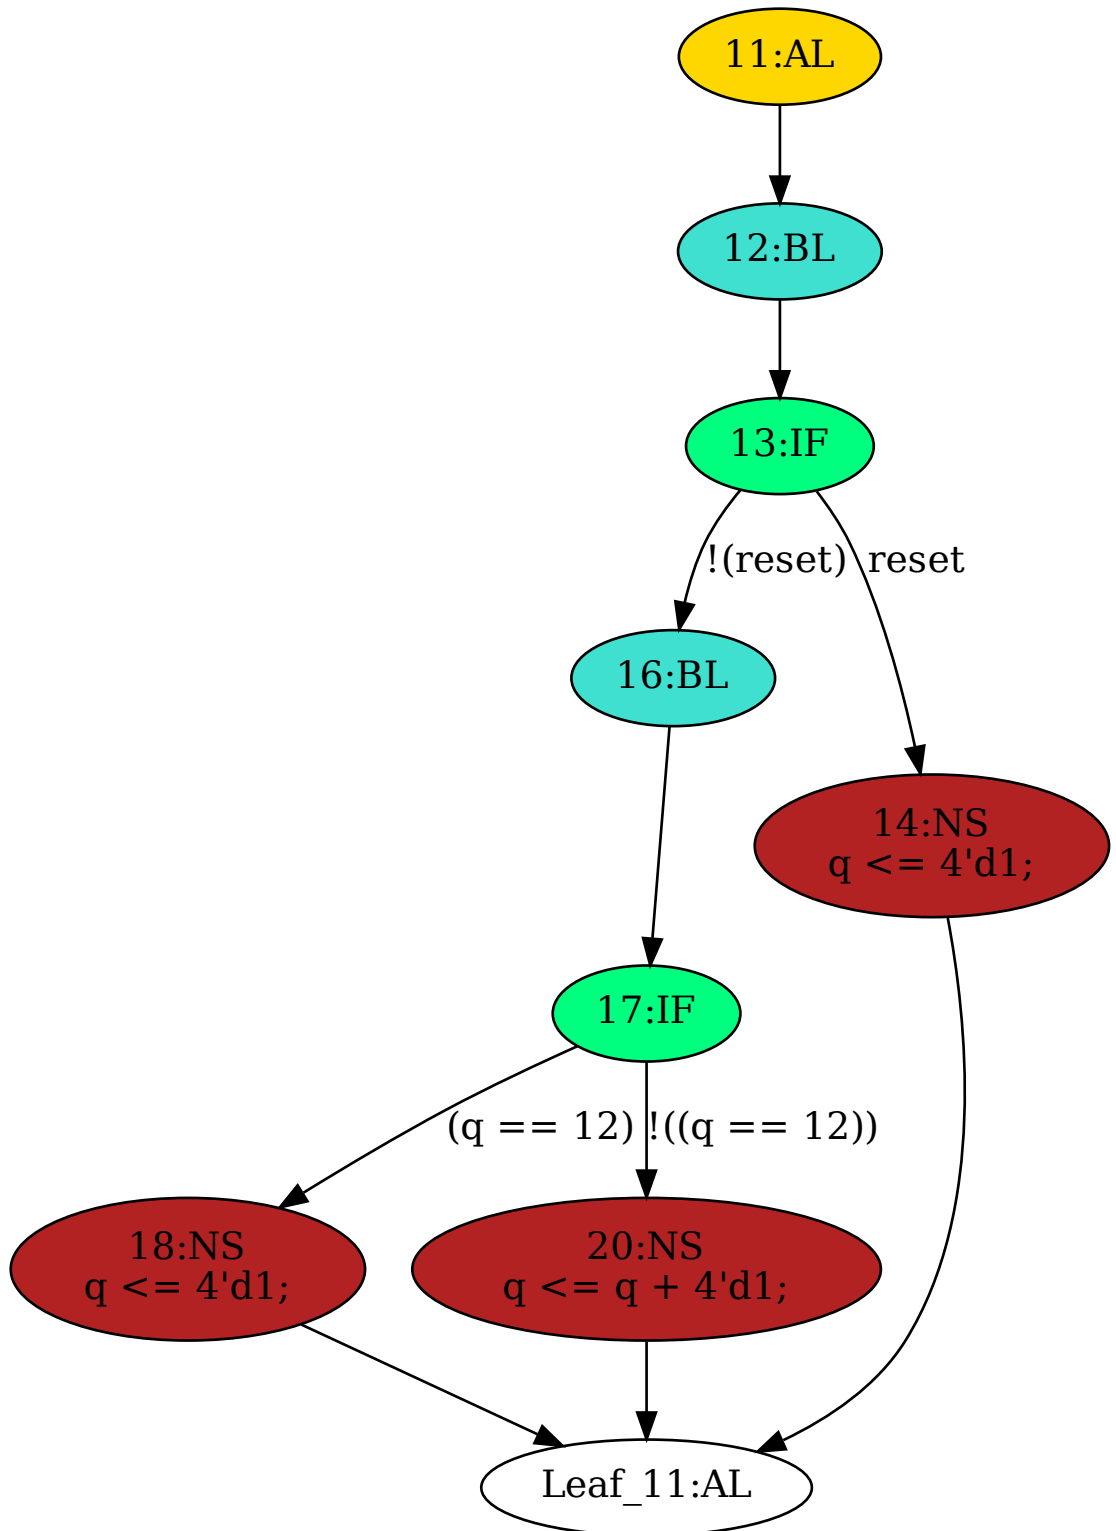 11:AL
12:BL
13:IF
!(reset)
reset
16:BL
14:NS
q <= 4'd1;
17:IF
(q == 12)
!((q == 12))
18:NS
q <= 4'd1;
20:NS
q <= q + 4'd1;
Leaf_11:AL